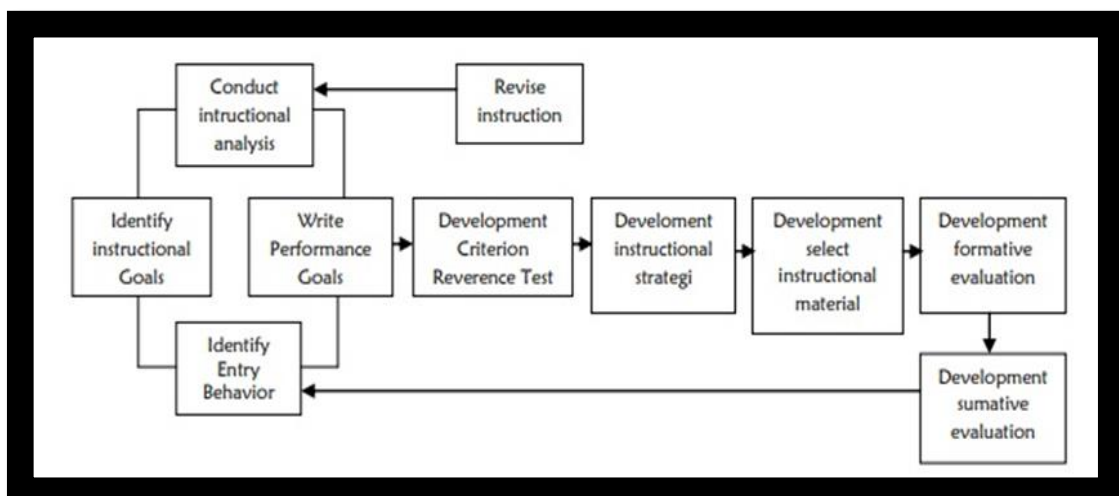 Conduct
intructional
analysis
Revise
instruction
Identify
instructional
Goals
Write
Performance
Goals
Development
Criterion
Reverence Test
Develoment
instructional
strategi
Development
select
instructional
material
Development
formative
evaluation
Identify
Entry
Behavior
Development
sumative
evaluation